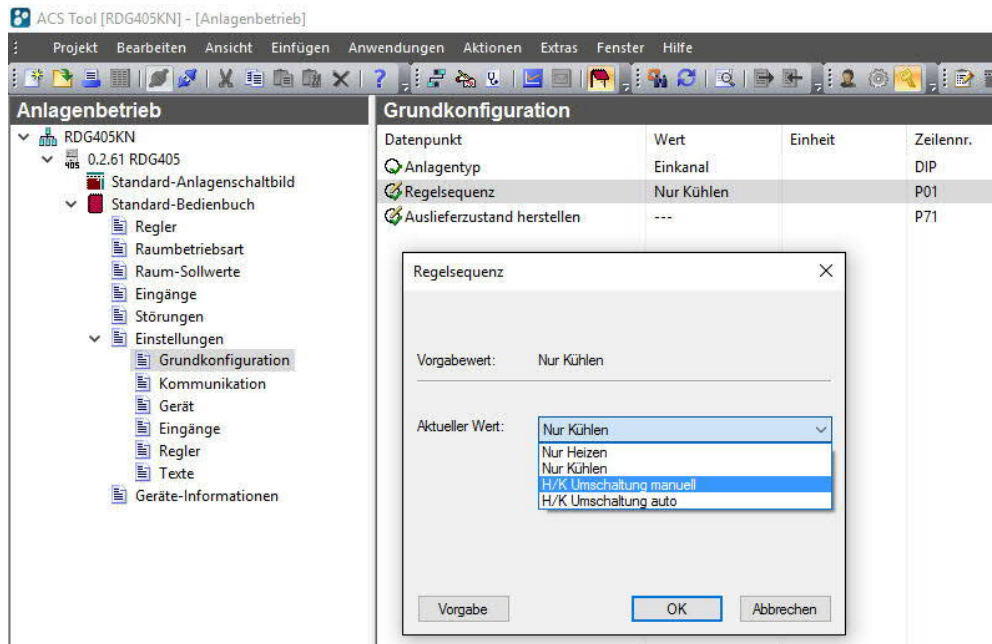 ACS Tool [RDG405KN] - [Anlagenbetrieb]
Projekt Bearbeiten Ansicht Einfügen Anwendungen Aktionen Extras Fenster Hilfe
Anlagenbetrieb
RDG405KN
0.2.61 RDG405
Standard-Anlagenschaltbild
Standard-Bedienbuch
Regler
Raumbetriebsart
Raum-Sollwerte
Eingänge
Störungen
Einstellungen
Grundkonfiguration
Kommunikation
Gerät
Eingänge
Regler
Texte
Geräte-Informationen
Grundkonfiguration
Datenpunkt Wert Einheit Zeilennr.
Anlagentyp Einkanal DIP
Regelsequenz Nur Kühlen P01
Auslieferzustand herstellen --- P71
Regelsequenz
Vorgabewert: Nur Kühlen
Aktueller Wert: Nur Kühlen
Nur Heizen
Nur Kühlen
H/K Umschaltung manuell
H/K Umschaltung auto
Vorgabe OK Abbrechen